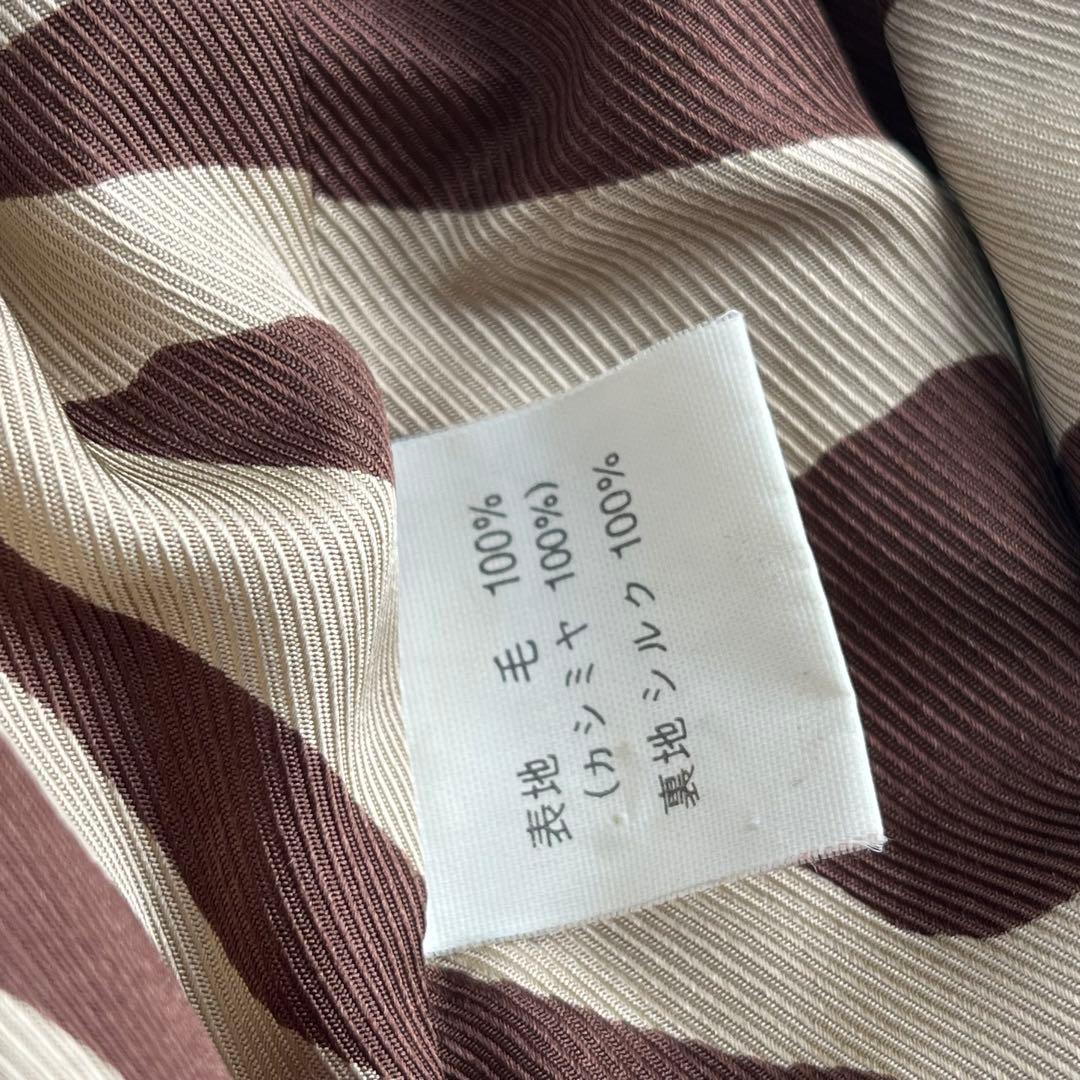 表地 毛 100%
(カシミヤ 100%)
裏地 シルク 100%